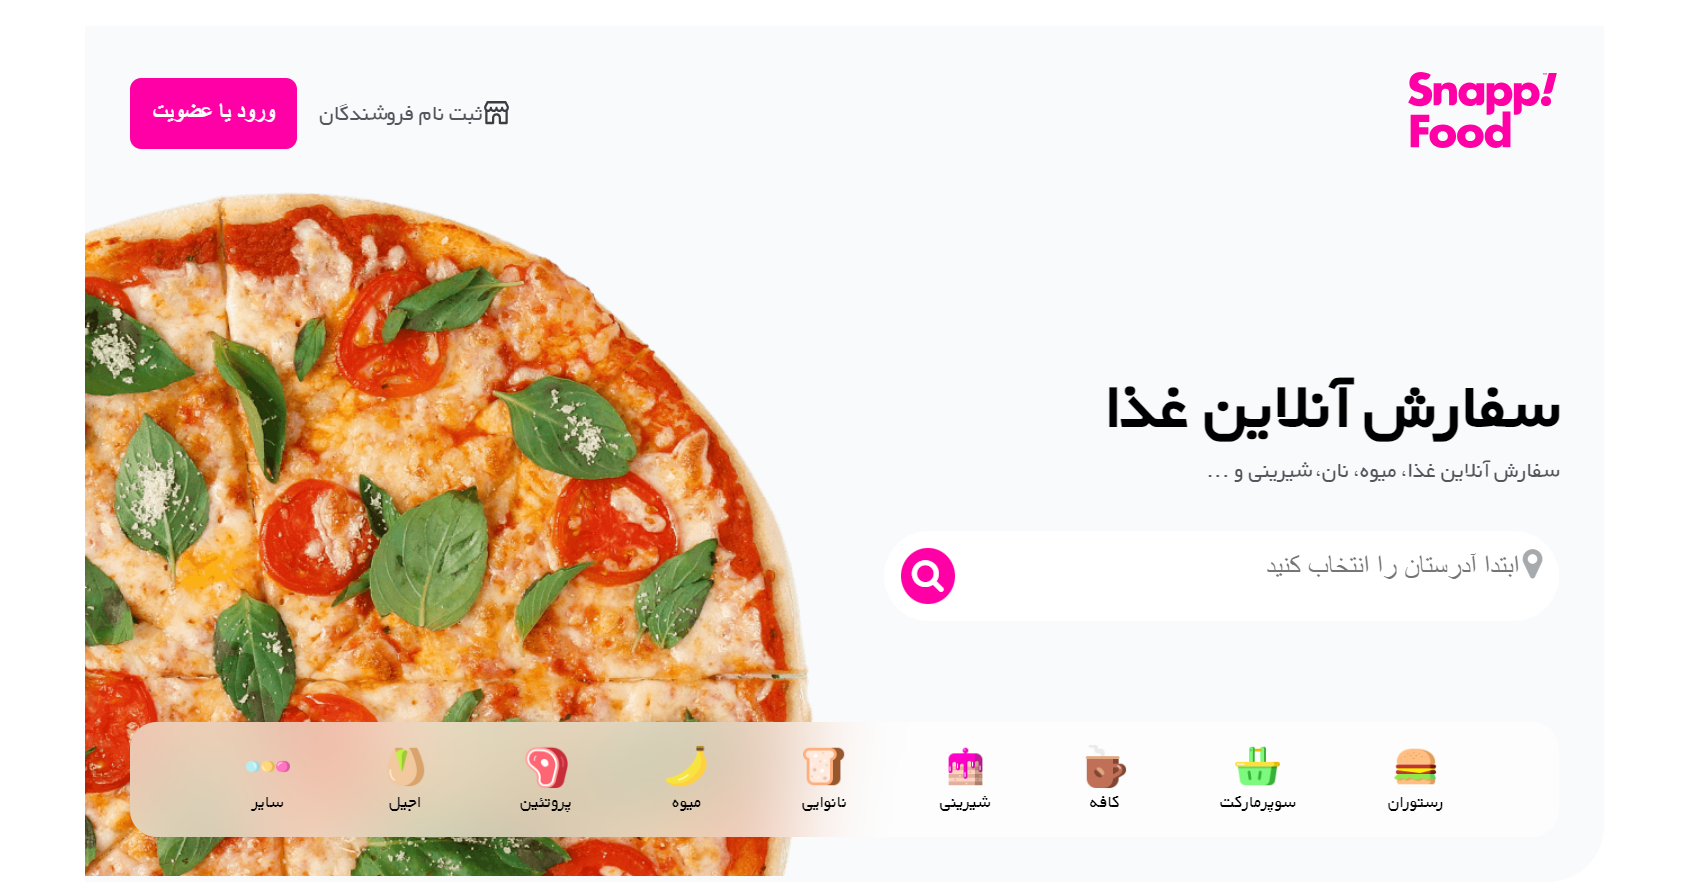 Snapp!
Food
ثبت نام فروشندگان
ورود یا عضویت
سفارش آنلاین غذا
سفارش آنلاین غذا، میوه، نان، شیرینی و ...
ابتدا آدرستان را انتخاب کنید
رستوران
سوپرمارکت
کافه
شیرینی
نانوایی
میوه
پروتئین
آجیل
سایر